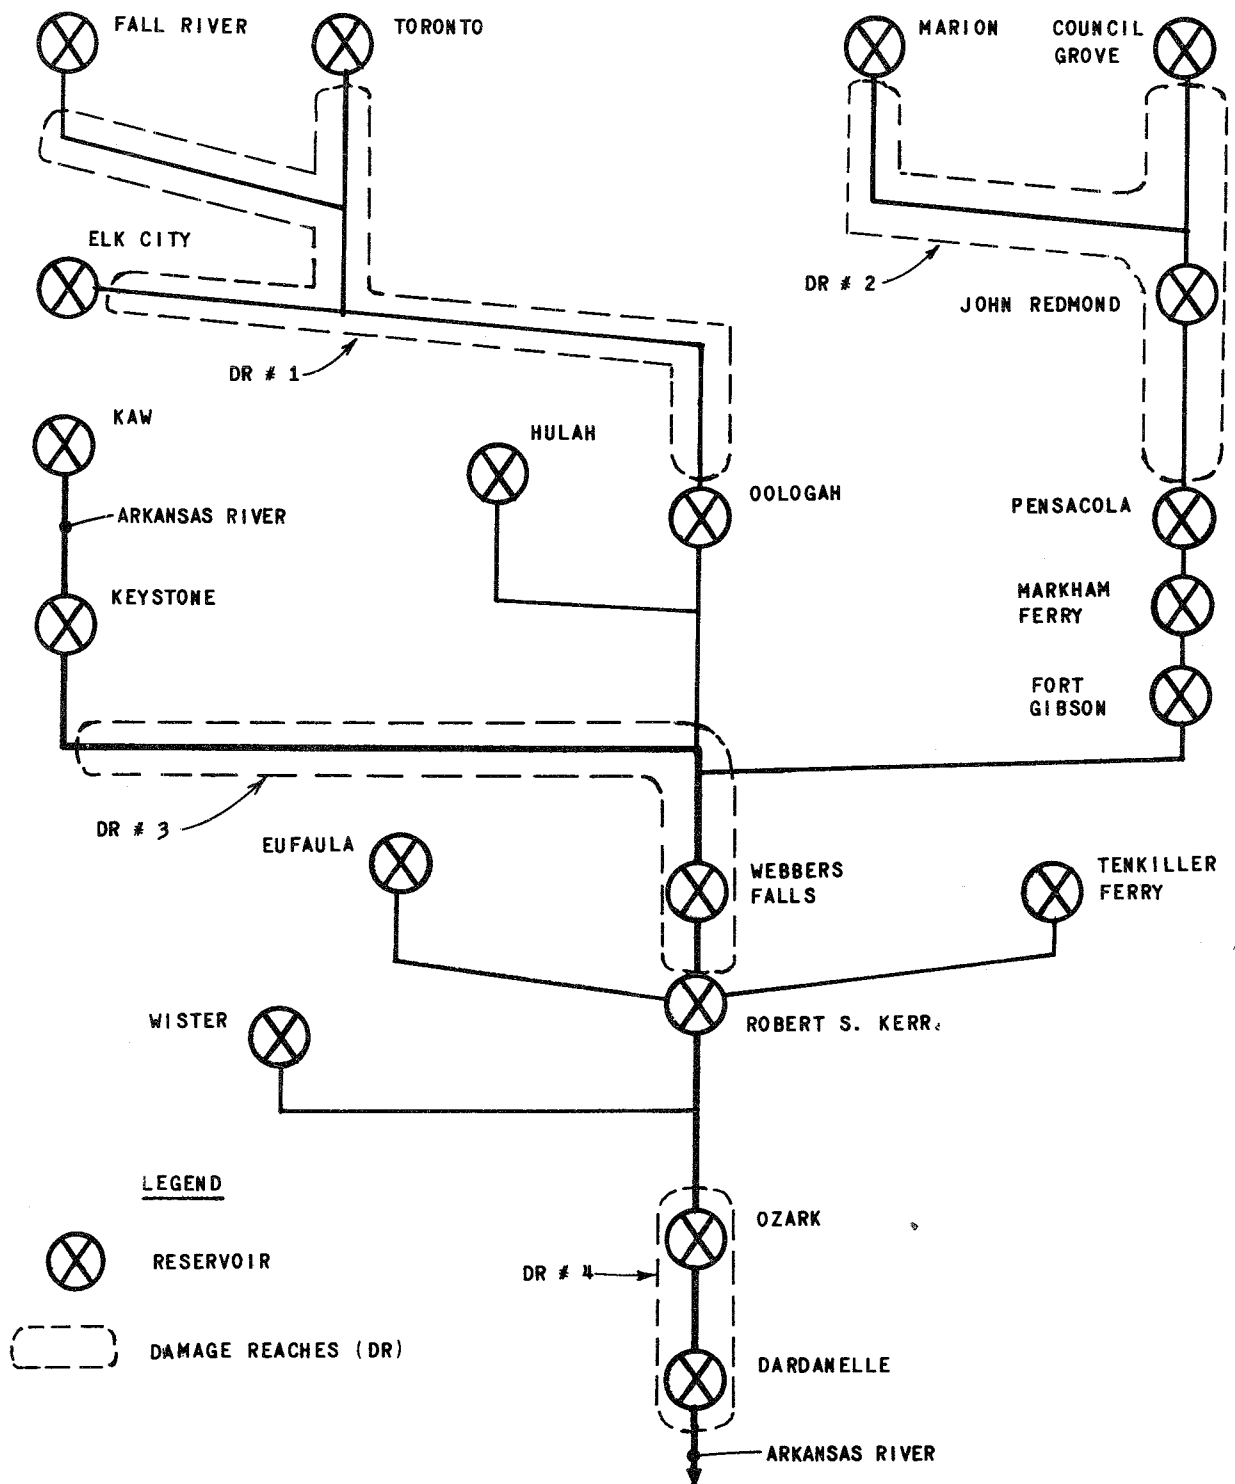 FALL RIVER
TORONTO
MARION
COUNCIL
GROVE
ELK CITY
DR # 2
JOHN REDMOND
DR # 1
KAW
HULAH
OOLOGAH
PENSACOLA
ARKANSAS RIVER
KEYSTONE
MARKHAM
FERRY
FORT
GIBSON
DR # 3
EUFAULA
WEBBERS
FALLS
TENKILLER
FERRY
WISTER
ROBERT S. KERR.
LEGEND
RESERVOIR
DAMAGE REACHES (DR)
OZARK
DR # 4
DARDANELLE
ARKANSAS RIVER